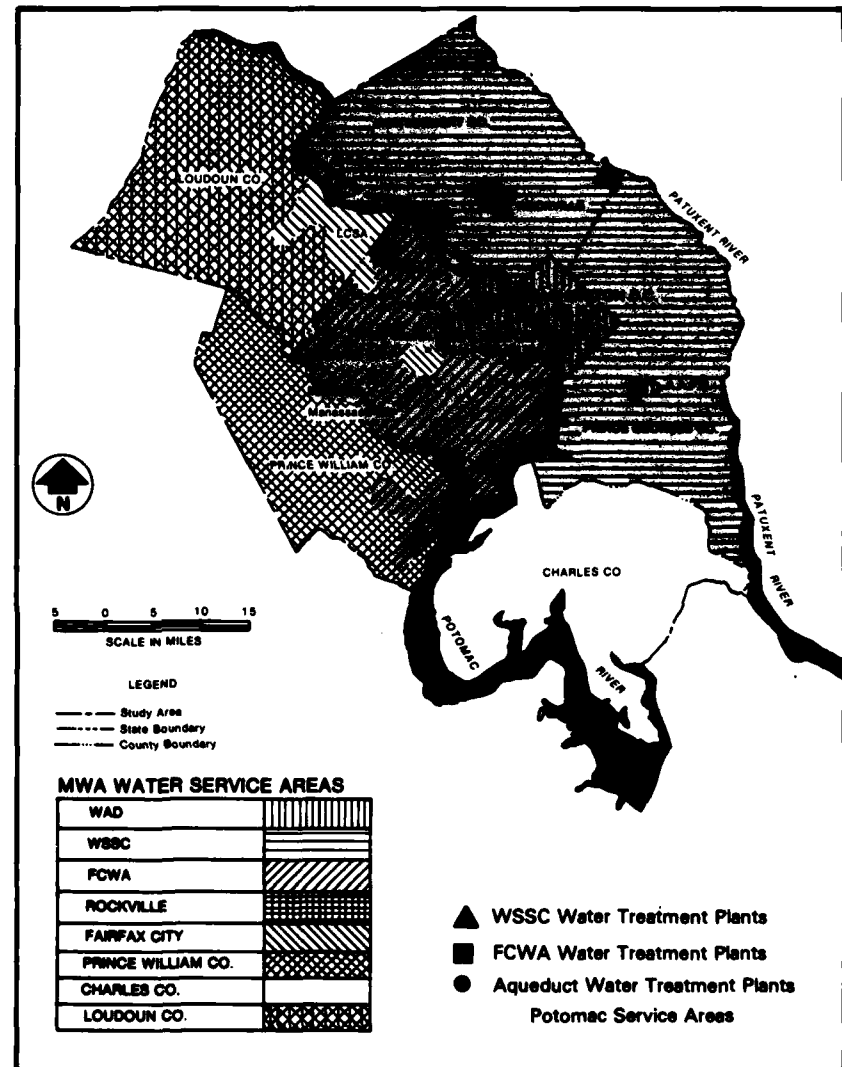 LOUDOUN CO.
LCSA
PATUXENT RIVER
Manassas
PRINCE WILLIAM CO.
N
CHARLES CO
PATUXENT RIVER
POTOMAC RIVER
5 0 5 10 15
SCALE IN MILES
LEGEND
Study Area
State Boundary
County Boundary
MWA WATER SERVICE AREAS
WAD
WSSC
FCWA
ROCKVILLE
FAIRFAX CITY
PRINCE WILLIAM CO.
CHARLES CO.
LOUDOUN CO.
WSSC Water Treatment Plants
FCWA Water Treatment Plants
Aqueduct Water Treatment Plants
Potomac Service Areas